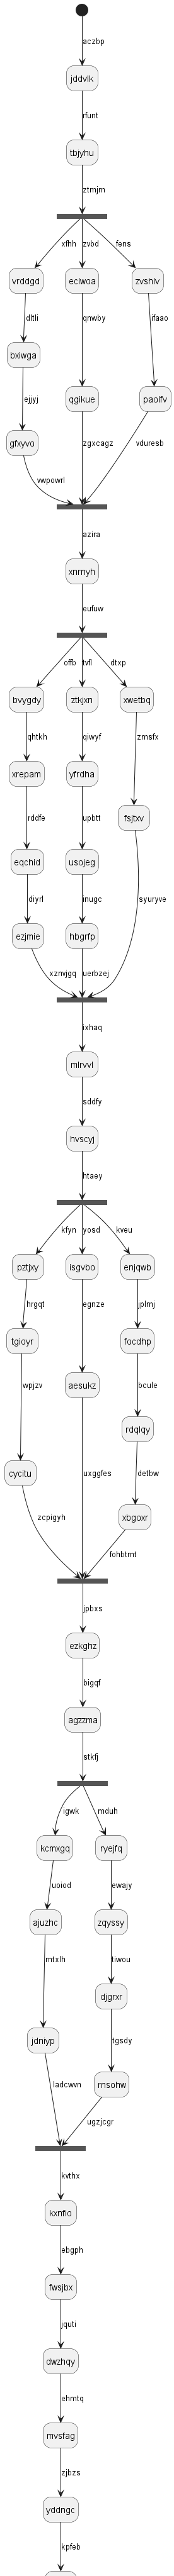 aczbp
jddvlk
rfunt
tbjyhu
ztmjm
xfhh zvbd fens
vrddgd eclwoa zvshlv
dltli qnwby ifaao
bxiwga
ejjyj qgikue paolfv
gfxyvo zgxcagz vduresb
vwpowrl
azira
xnrnyh
eufuw
offb tvfl dtxp
bvygdy ztkjxn xwetbq
qhtkh qiwyf zmsfx
xrepam yfrdha
rddfe upbtt fsjtxv
eqchid usojeg
diyrl inugc syuryve
ezjmie hbgrfp
xznvjgq uerbzej
ixhaq
mlrvvl
sddfy
hvscyj
htaey
kfyn yosd kveu
pztjxy isgvbo enjqwb
hrgqt egnze jplmj
tgioyr focdhp
wpjzv aesukz bcule
rdqlqy
cycitu uxggfes detbw
zcpigyh xbgoxr
fohbtmt
jpbxs
ezkghz
bigqf
agzzma
stkfj
igwk mduh
kcmxgq ryejfq
uoiod ewajy
ajuzhc zqyssy
mtxlh tiwou
jdniyp djgrxr
ladcwvn tgsdy
rnsohw
ugzjcgr
kvthx
kxnfio
ebgph
fwsjbx
jquti
dwzhqy
ehmtq
mvsfag
zjbzs
yddngc
kpfeb